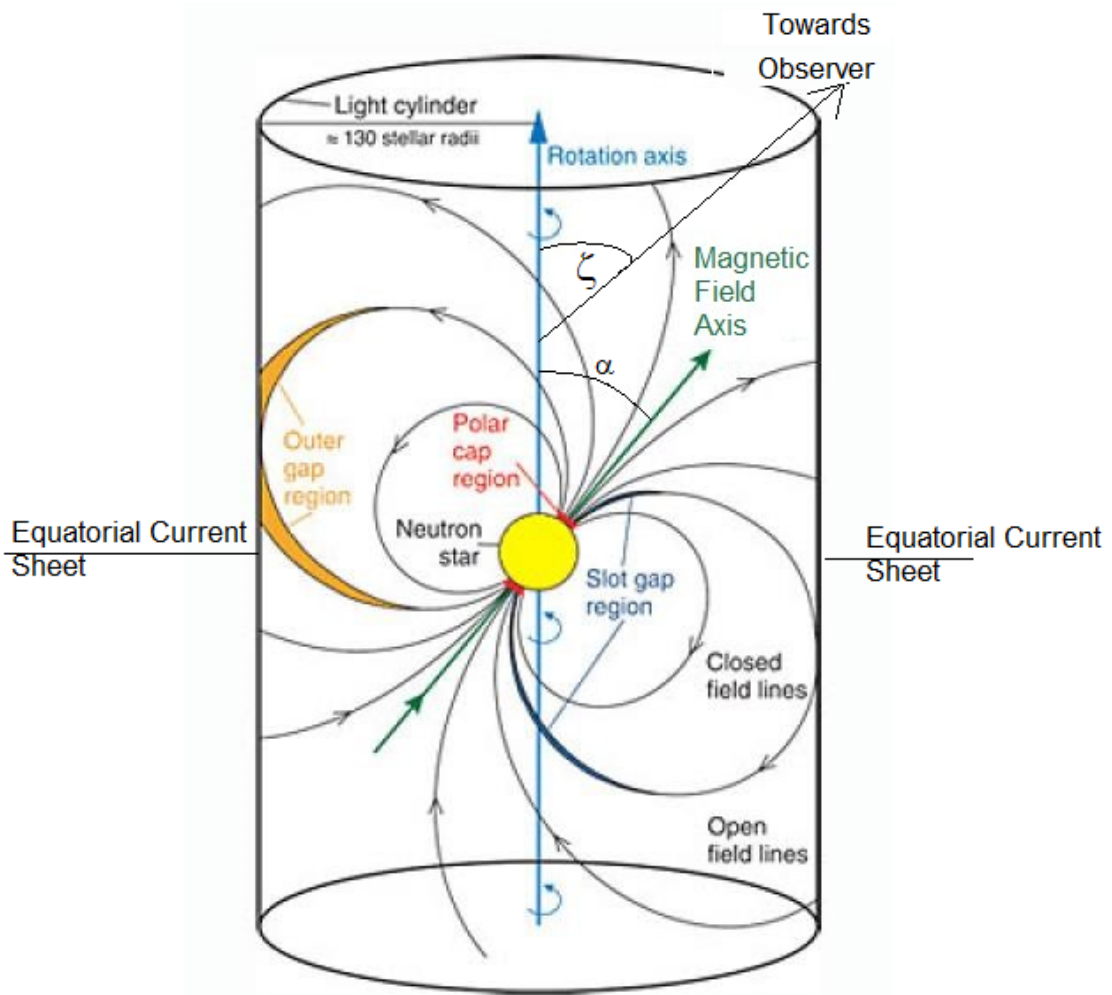 Towards
Observer
Light cylinder
≈ 130 stellar radii
Rotation axis
ζ
Magnetic
Field
Axis
α
Polar
cap
region
Outer
gap
region
Neutron
star
Equatorial Current
Sheet
Equatorial Current
Sheet
Slot gap
region
Closed
field lines
Open
field lines